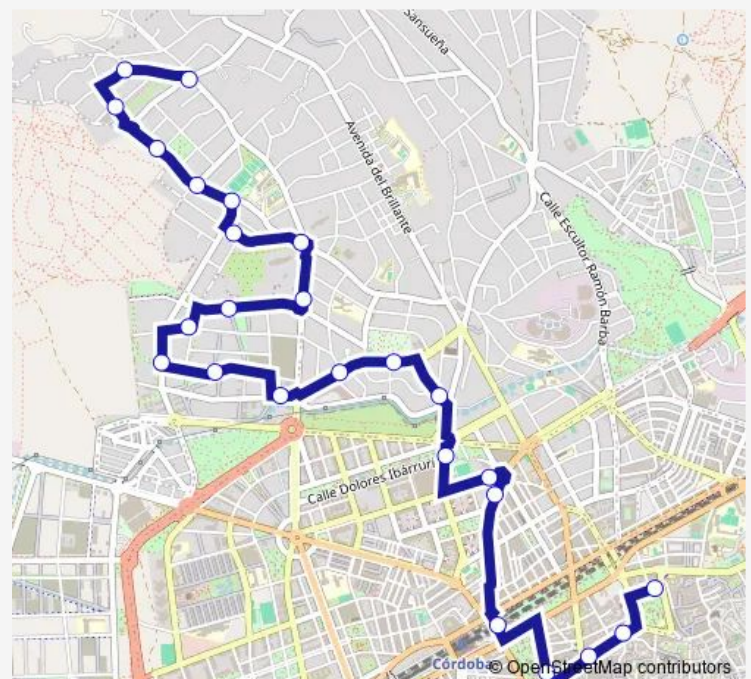 Sansueña
Avenida del Brillante
Calle Escultor Ramón Barba
Calle Dolores Ibárruri
Córdoba
© OpenStreetMap contributors